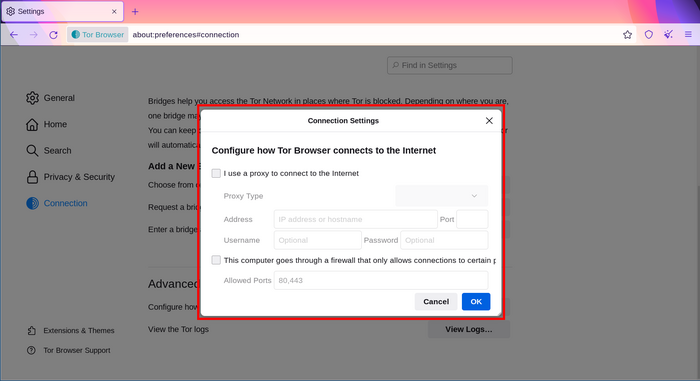 Settings
Tor Browser
about:preferences#connection
Find in Settings
General
Home
Search
Privacy & Security
Connection
Extensions & Themes
Tor Browser Support
Bridges help you access the Tor Network in places where Tor is blocked. Depending on where you are,
one bridge may
You can keep
will automatica
Add a New B
Choose from
Request a brid
Enter a bridge
Advanced
Configure how
View the Tor logs
View Logs...
Connection Settings
Configure how Tor Browser connects to the Internet
I use a proxy to connect to the Internet
Proxy Type
Address IP address or hostname Port
Username Optional Password Optional
This computer goes through a firewall that only allows connections to certain p
Allowed Ports 80,443
Cancel OK